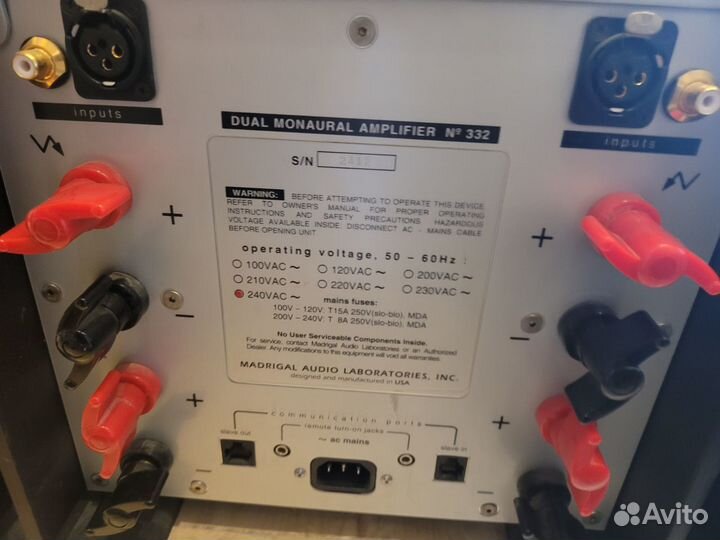 inputs
inputs
DUAL MONAURAL AMPLIFIER Nº 332
S/N
WARNING: BEFORE ATTEMPTING TO OPERATE THIS DEVICE
REFER TO OWNER'S MANUAL FOR PROPER OPERATING
INSTRUCTIONS AND SAFETY PRECAUTIONS HAZARDOUS
VOLTAGE AVAILABLE INSIDE: DISCONNECT AC - MAINS CABLE
BEFORE OPENING UNIT
operating voltage, 50 – 60Hz :
100VAC ~ 120VAC ~ 200VAC ~
210VAC ~ 220VAC ~ 230VAC ~
240VAC ~
mains fuses:
100V - 120V: T15A 250V(slo-blo), MDA
200V - 240V: T 8A 250V(slo-blo), MDA
No User Serviceable Components Inside.
For service, contact Madrigal Audio Laboratories or an Authorized
Dealer. Any modifications to this equipment will void all warranties.
MADRIGAL AUDIO LABORATORIES, INC.
designed and manufactured in USA
+ +
− −
+ +
− −
communication ports
slave out remote turn-on jacks slave in
~ ac mains
Avito